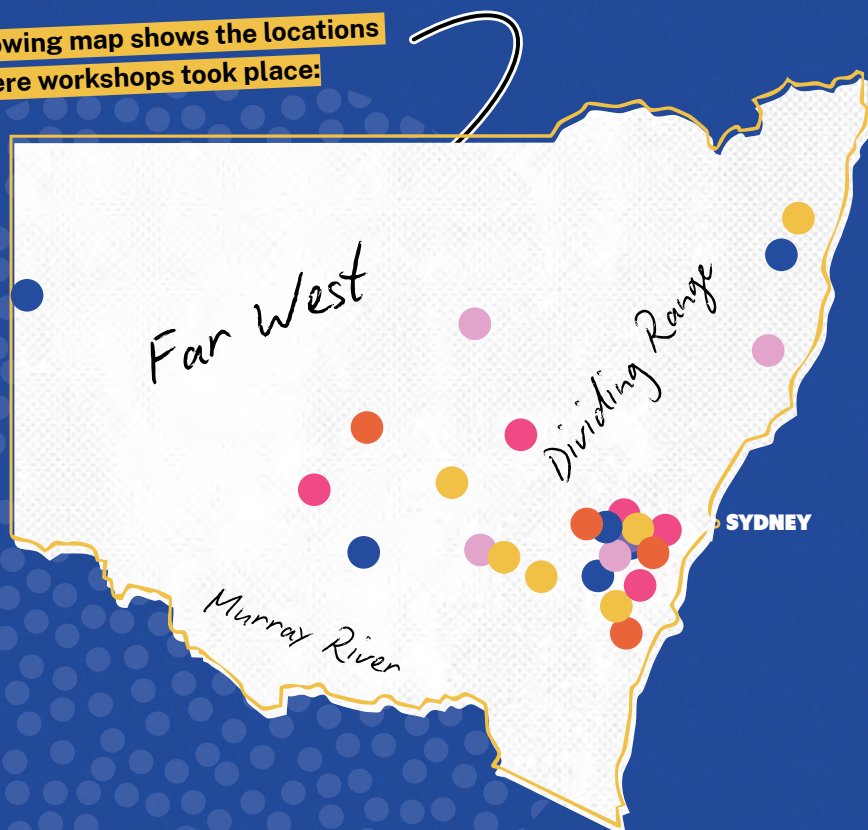 owing map shows the locations
ere workshops took place:
Far West
Dividing Range
SYDNEY
Murray River